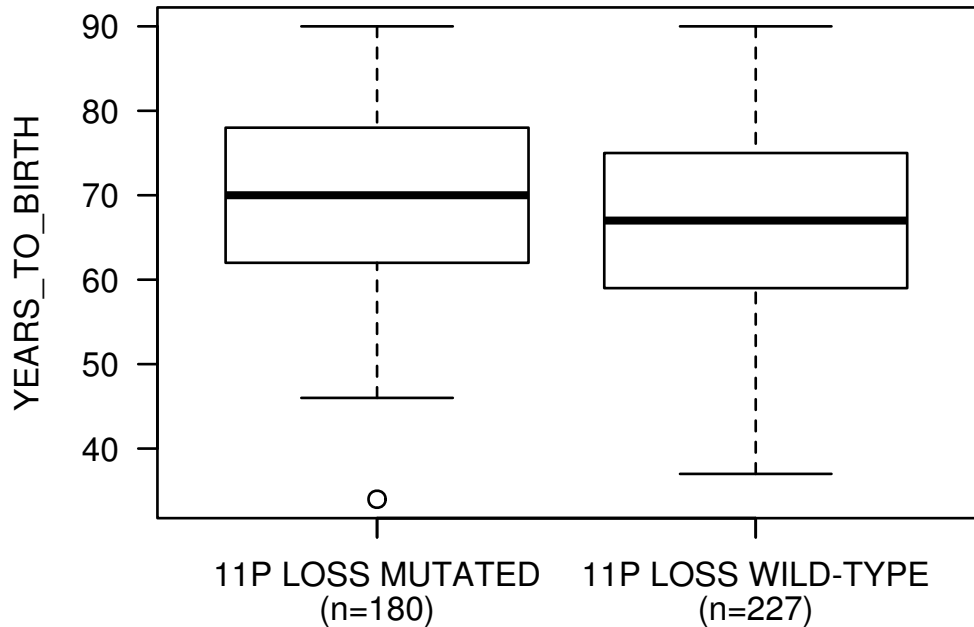 YEARS_TO_BIRTH
90
80
70
60
50
40
11P LOSS MUTATED
(n=180)
11P LOSS WILD-TYPE
(n=227)